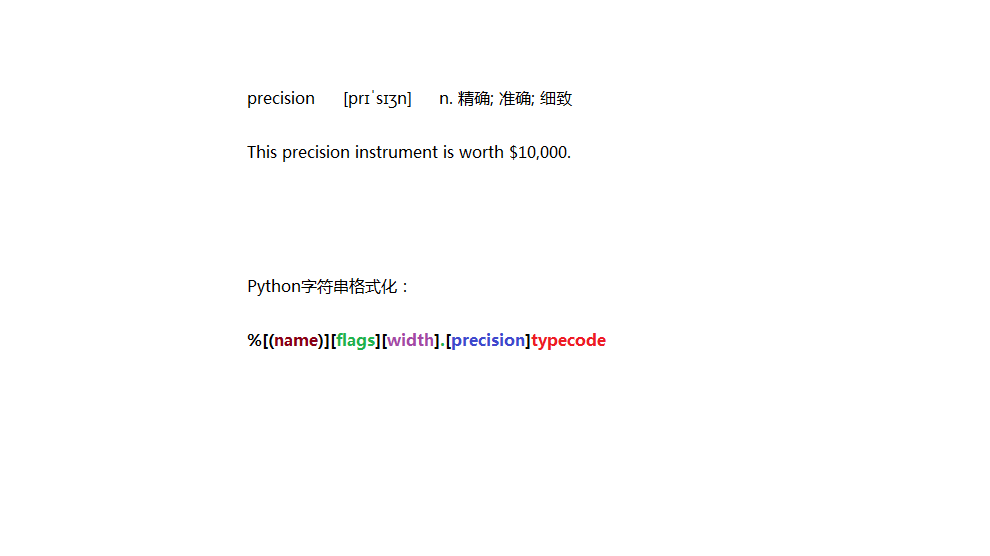 precision [prɪˈsɪʒn] n. 精确; 准确; 细致
This precision instrument is worth $10,000.
Python字符串格式化：
%[(name)][flags][width].[precision]typecode